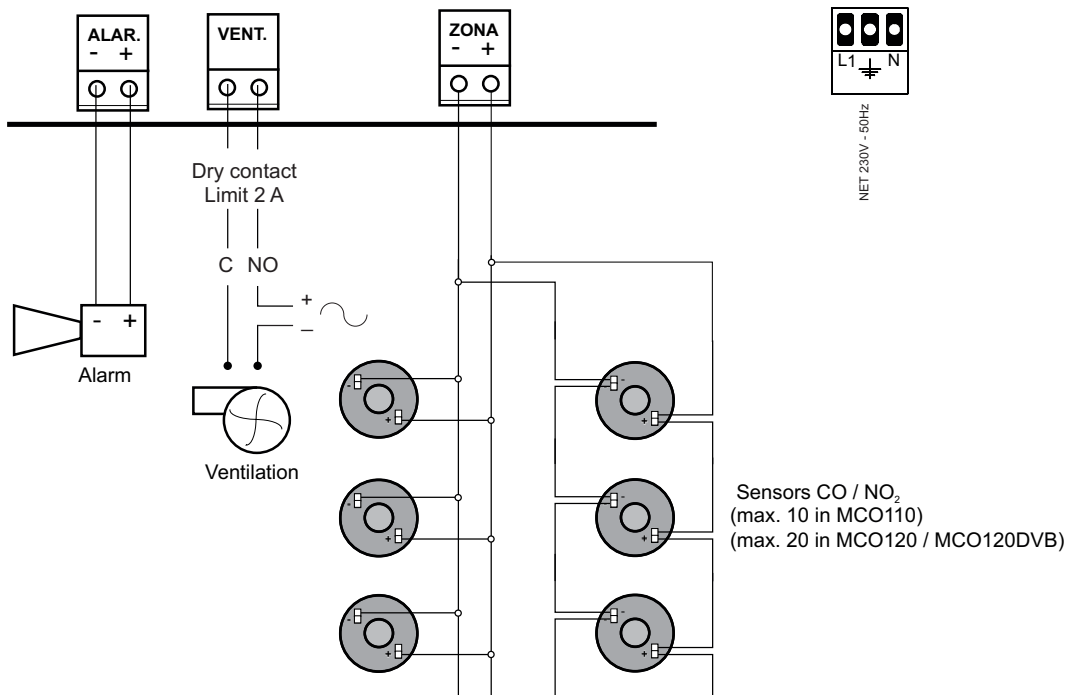 ALAR.
- +
VENT.
ZONA
- +
L1 N
NET 230V - 50Hz
Dry contact
Limit 2 A
C NO
+
–
- +
Alarm
Ventilation
-
+
-
+
-
+
-
+
-
+
-
+
Sensors CO / NO₂
(max. 10 in MCO110)
(max. 20 in MCO120 / MCO120DVB)